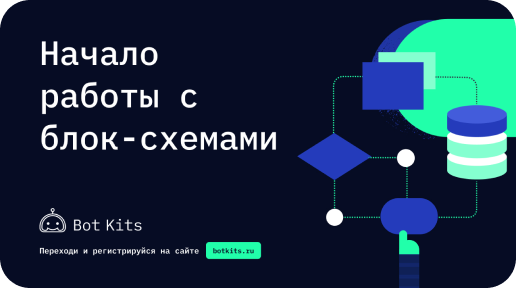 Начало
работы с
блок-схемами
Bot Kits
Переходи и регистрируйся на сайте botkits.ru